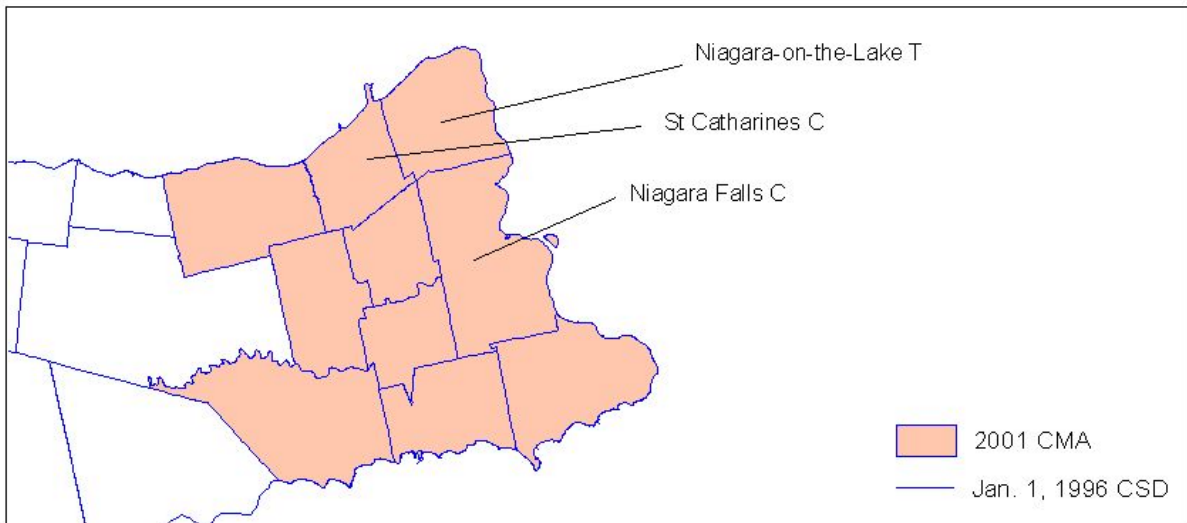 Niagara-on-the-Lake T
St Catharines C
Niagara Falls C
2001 CMA
Jan. 1, 1996 CSD